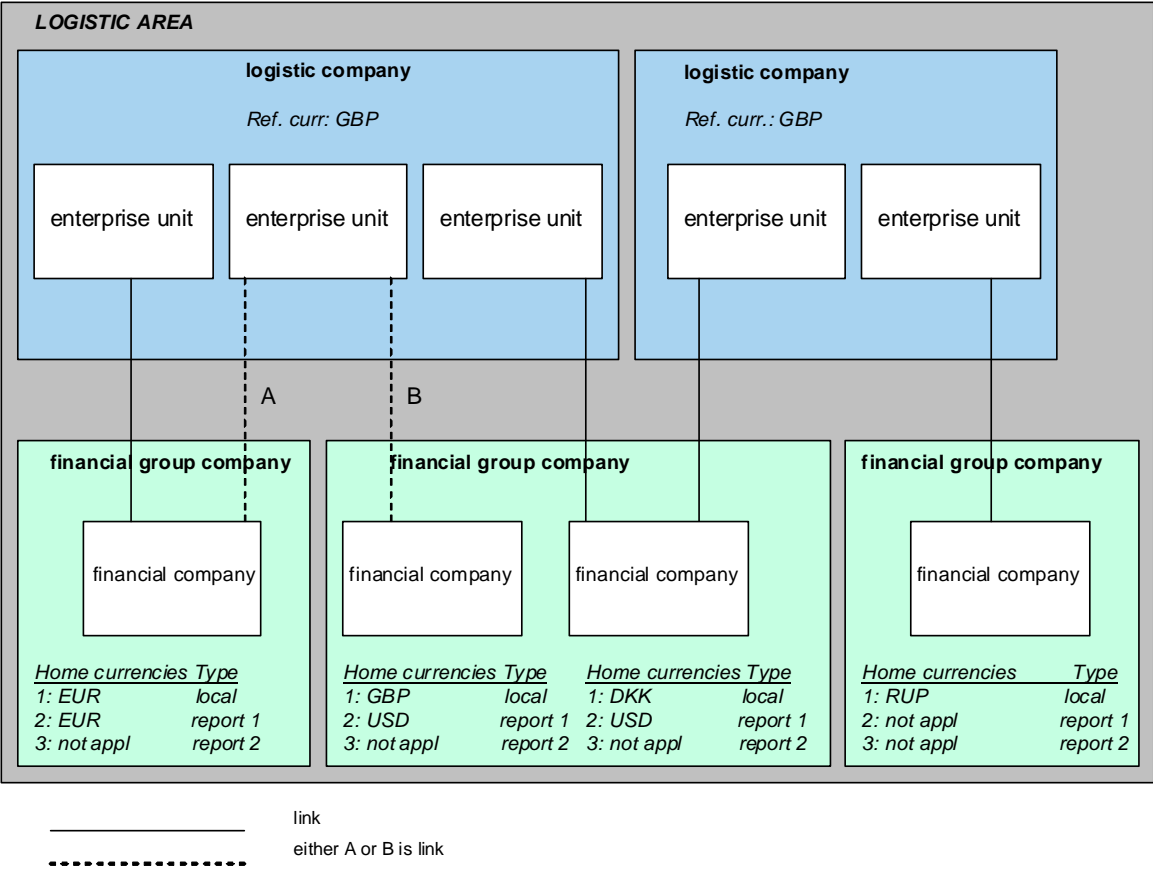 LOGISTIC AREA
logistic company
Ref. curr: GBP
enterprise unit
enterprise unit
enterprise unit
logistic company
Ref. curr.: GBP
enterprise unit
enterprise unit
A
B
financial group company
financial company
Home currencies Type
1: EUR local
2: EUR report 1
3: not appl report 2
financial group company
financial company
financial company
Home currencies Type
1: GBP local
2: USD report 1
3: not appl report 2
Home currencies Type
1: DKK local
2: USD report 1
3: not appl report 2
financial group company
financial company
Home currencies Type
1: RUP local
2: not appl report 1
3: not appl report 2
link
either A or B is link